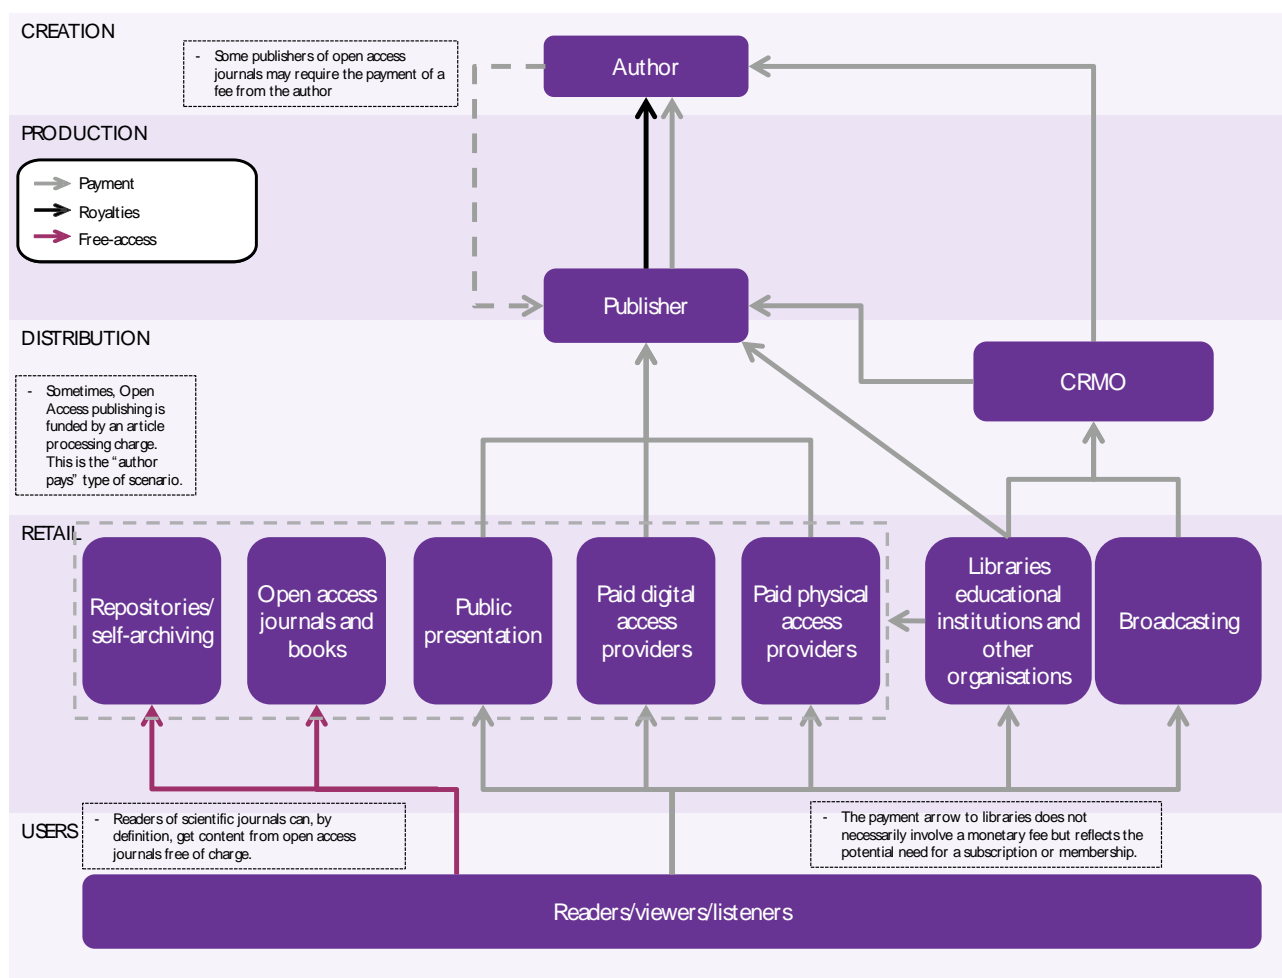 CREATION
- Some publishers of open access
journals may require the payment of a
fee from the author
Author
PRODUCTION
Payment
Royalties
Free-access
Publisher
DISTRIBUTION
- Sometimes, Open
Access publishing is
funded by an article
processing charge.
This is the “author
pays” type of scenario.
CRMO
RETAIL
Repositories/
self-archiving
Open access
journals and
books
Public
presentation
Paid digital
access
providers
Paid physical
access
providers
Libraries
educational
institutions and
other
organisations
Broadcasting
USERS
- Readers of scientific journals can, by
definition, get content from open access
journals free of charge.
- The payment arrow to libraries does not
necessarily involve a monetary fee but reflects the
potential need for a subscription or membership.
Readers/viewers/listeners